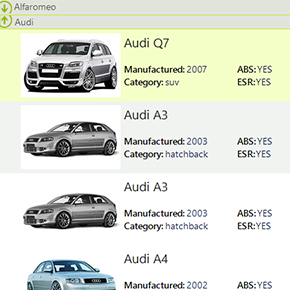 Alfaromeo
Audi
Audi Q7
Manufactured: 2007 ABS: YES
Category: suv ESR: YES
Audi A3
Manufactured: 2003 ABS: YES
Category: hatchback ESR: YES
Audi A3
Manufactured: 2003 ABS: YES
Category: hatchback ESR: YES
Audi A4
Manufactured: 2002 ABS: YES